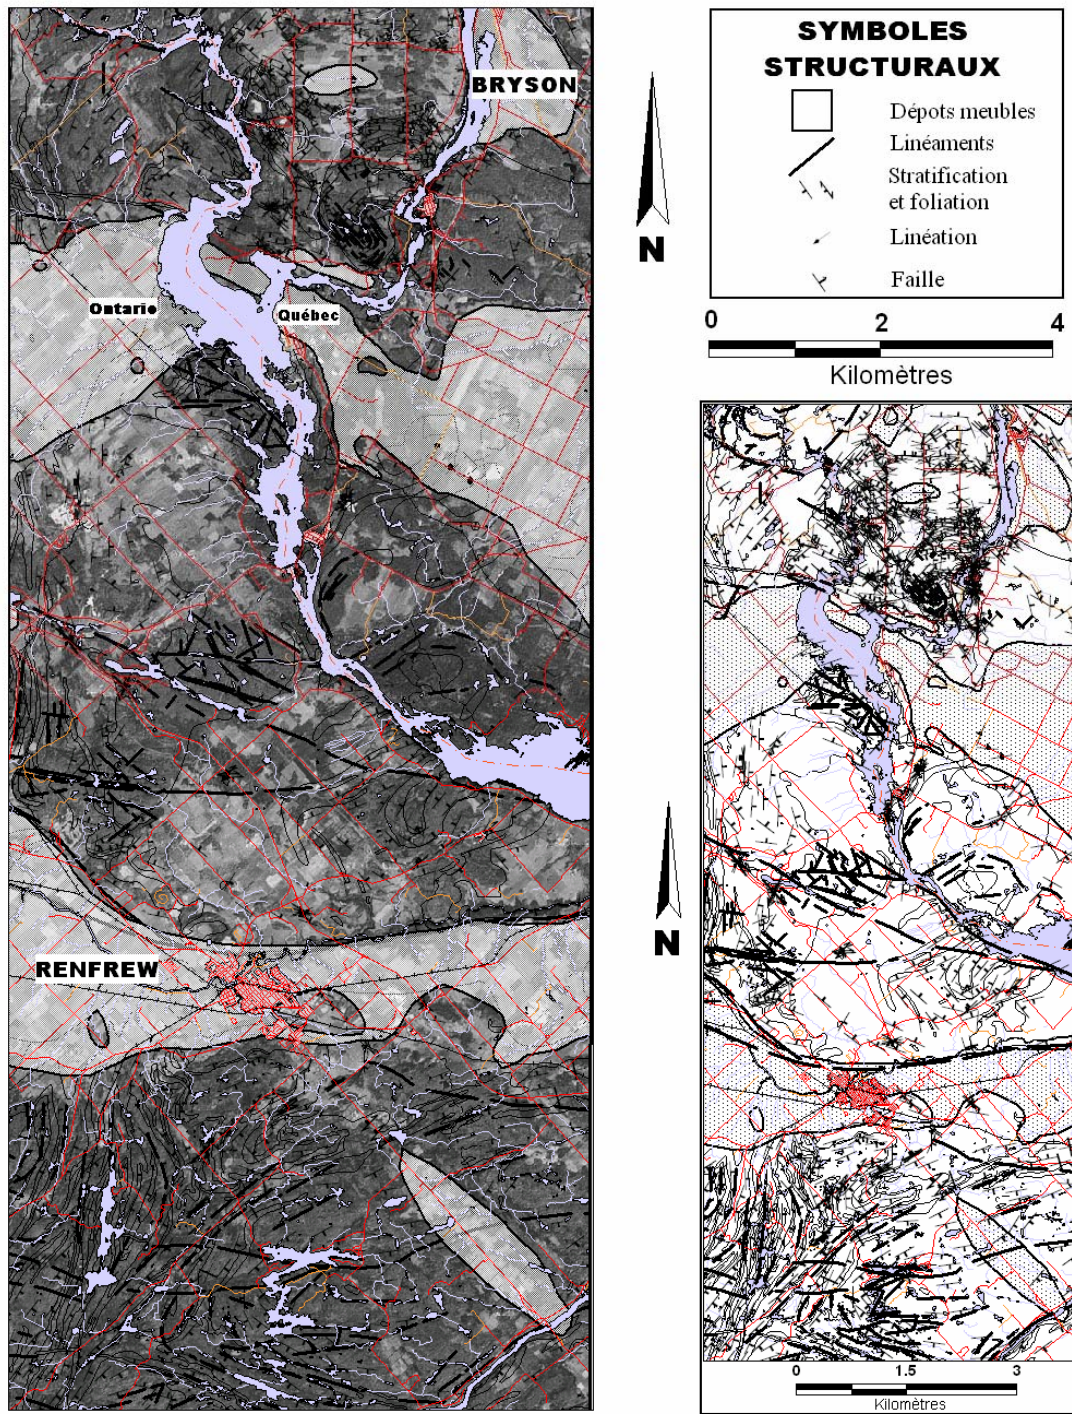 BRYSON
Ontario
Québec
RENFREW
N
SYMBOLES
STRUCTURAUX
Dépots meubles
Linéaments
Stratification
et foliation
Linéation
Faille
0 2 4
Kilomètres
N
0 1.5 3
Kilomètres